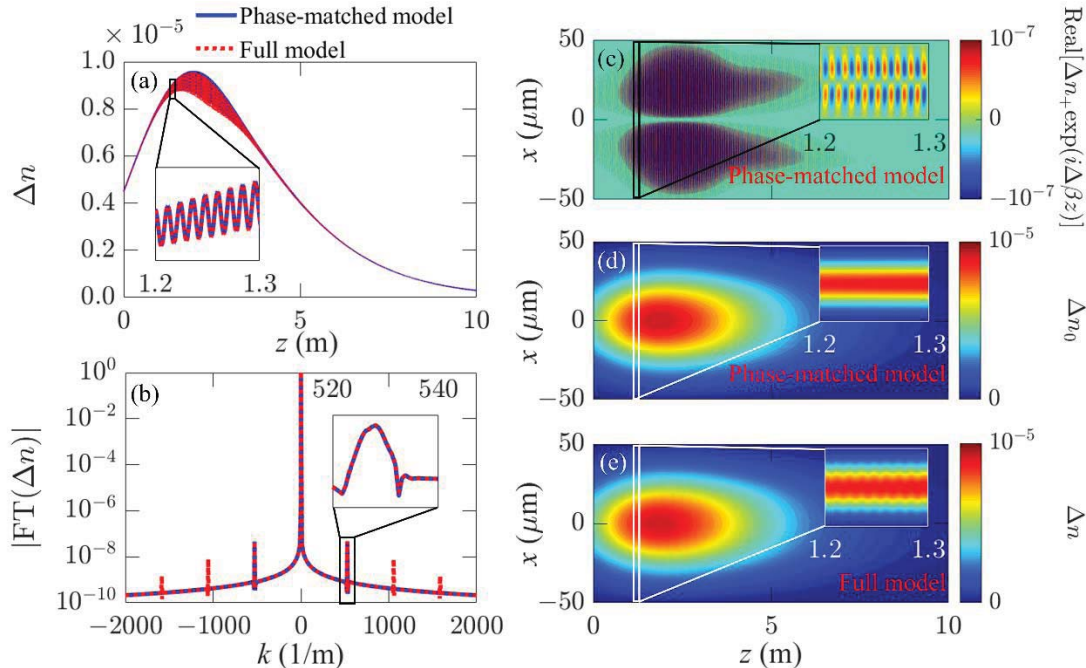 Phase-matched model
Full model
× 10⁻⁵
(a)
1.0
0.8
0.6
0.4
0.2
0.0
Δn
1.2
1.3
0
5
10
z (m)
(b)
10⁰
10⁻²
10⁻⁴
10⁻⁶
10⁻⁸
10⁻¹⁰
|FT(Δn)|
520
540
−2000
−1000
0
1000
2000
k (1/m)
(c)
50
0
−50
x (μm)
1.2
1.3
Phase-matched model
10⁻⁷
−10⁻⁷
Real[Δn₊exp(iΔβz)]
(d)
50
0
−50
x (μm)
1.2
1.3
Phase-matched model
10⁻⁵
0
Δn₀
(e)
50
0
−50
x (μm)
1.2
1.3
Full model
10⁻⁵
0
Δn
0
5
10
z (m)